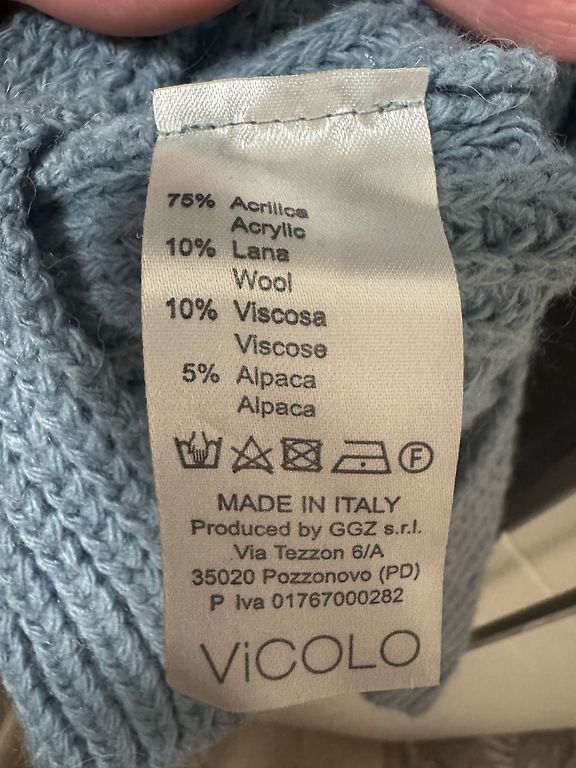 75% Acrilica
Acrylic
10% Lana
Wool
10% Viscosa
Viscose
5% Alpaca
Alpaca
F
MADE IN ITALY
Produced by GGZ s.r.l.
Via Tezzon 6/A
35020 Pozzonovo (PD)
P Iva 01767000282
ViCOLO